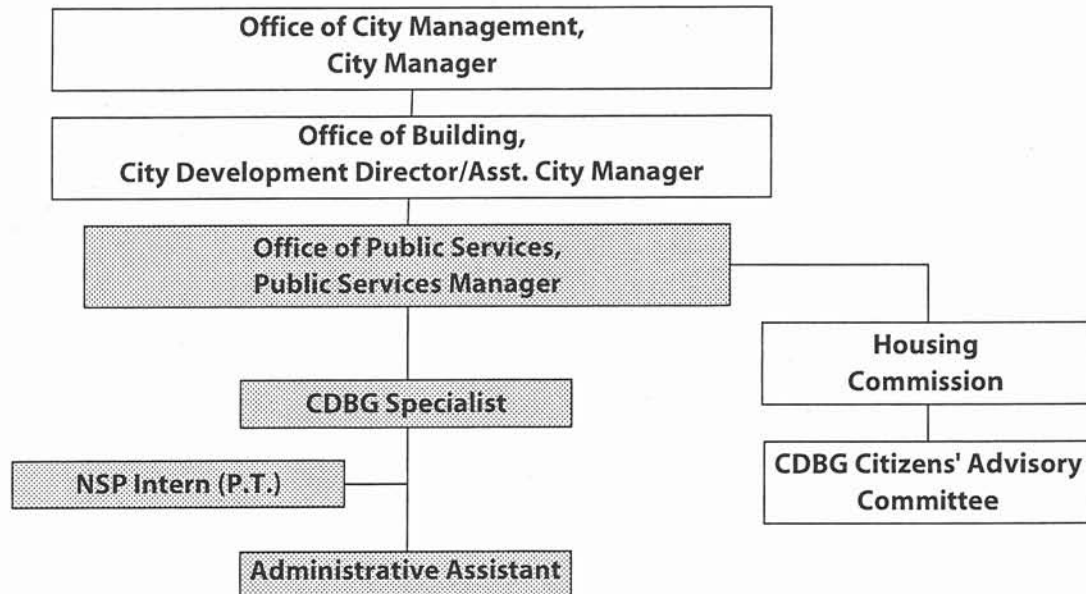 Office of City Management,
City Manager
Office of Building,
City Development Director/Asst. City Manager
Office of Public Services,
Public Services Manager
Housing
Commission
CDBG Specialist
CDBG Citizens' Advisory
Committee
NSP Intern (P.T.)
Administrative Assistant